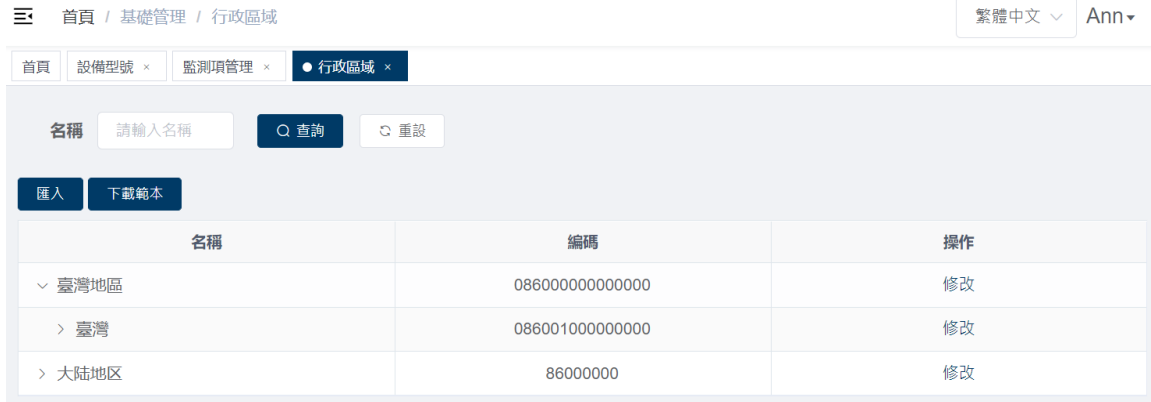 首頁 / 基礎管理 / 行政區域 繁體中文 Ann
首頁 設備型號 × 監測項管理 × 行政區域 ×
名稱 請輸入名稱 查詢 重設
匯入 下載範本
名稱 編碼 操作
臺灣地區 086000000000000 修改
臺灣 086001000000000 修改
大陆地区 86000000 修改